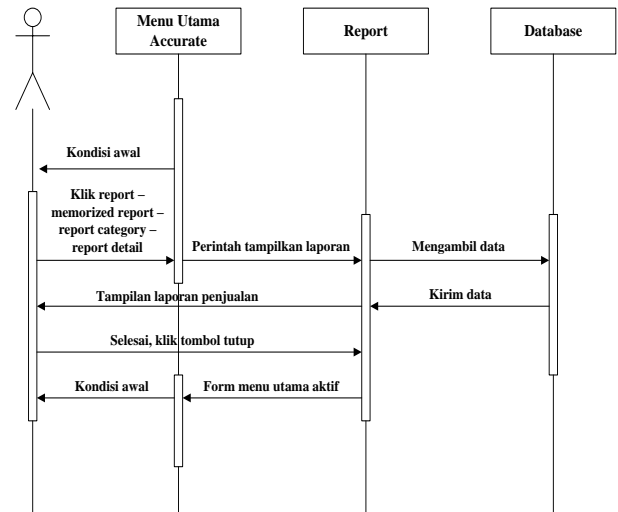 Menu Utama
Accurate
Report
Database
Kondisi awal
Klik report –
memorized report –
report category –
report detail
Perintah tampilkan laporan
Mengambil data
Tampilan laporan penjualan
Kirim data
Selesai, klik tombol tutup
Kondisi awal
Form menu utama aktif